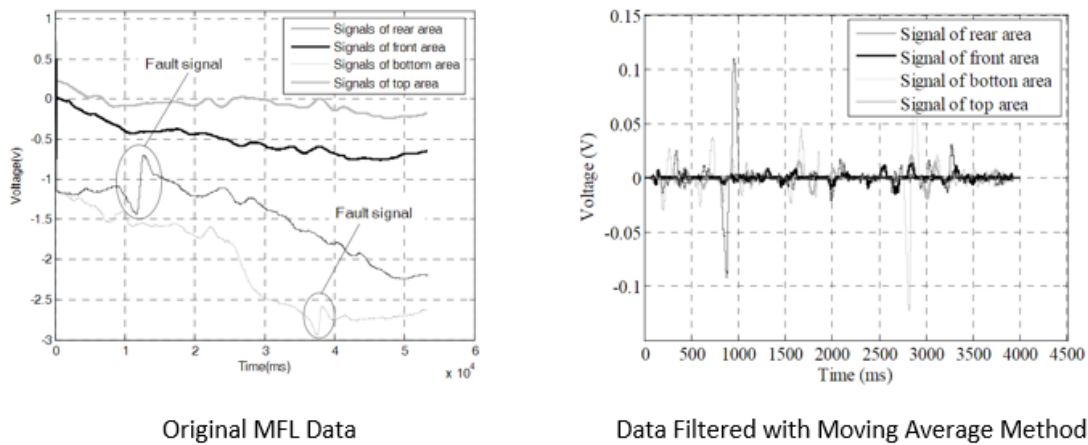 1
0.5
0
-0.5
-1
-1.5
-2
-2.5
-3
Voltage(v)
Signals of rear area
Signals of front area
Signals of bottom area
Signals of top area
Fault signal
Fault signal
0
1
2
3
4
5
6
Time(ms)
x 10⁴
Original MFL Data
0.15
0.1
0.05
0
-0.05
-0.1
Voltage (V)
Signal of rear area
Signal of front area
Signal of botton area
Signal of top area
0
500
1000
1500
2000
2500
3000
3500
4000
4500
Time (ms)
Data Filtered with Moving Average Method